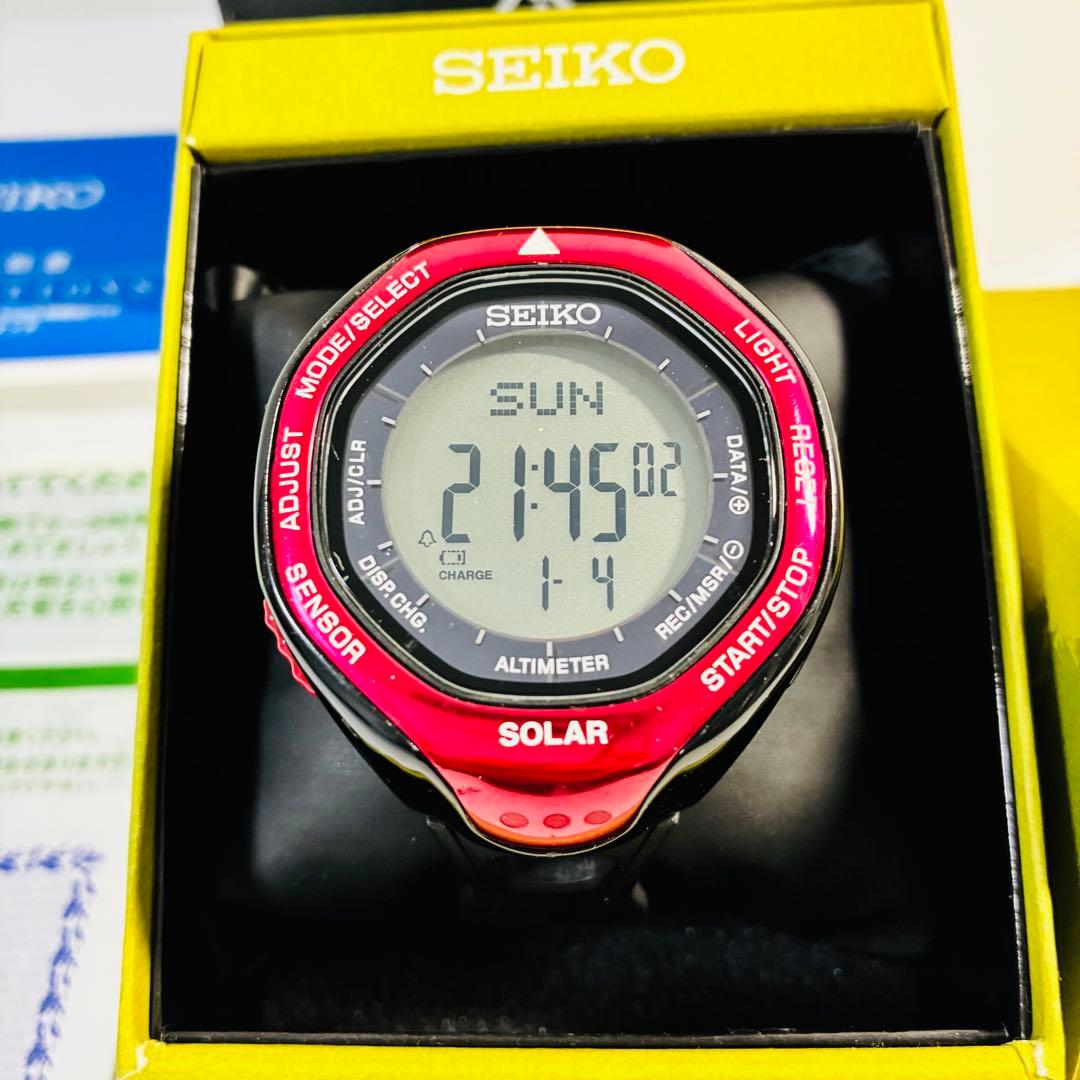 SEIKO
SEIKO
MODE/SELECT
LIGHT
ADJUST
RESET
SENSOR
START/STOP
SOLAR
SEIKO
ADJ/CLR
DATA/⊕
DISP.CHG.
REC/MSR/⊖
ALTIMETER
SUN
21:45 02
CHARGE
1-4